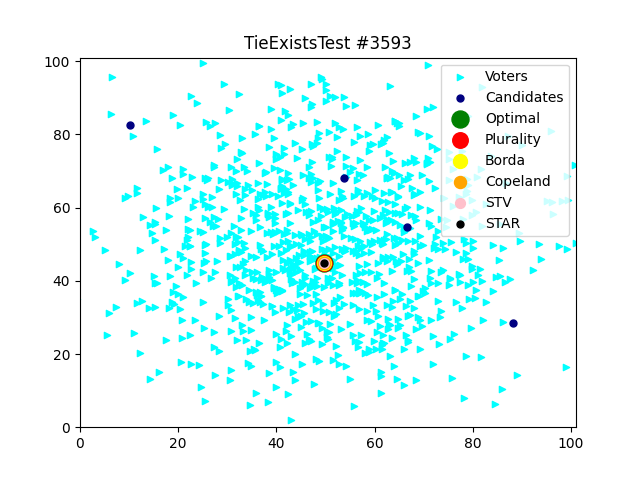 TieExistsTest #3593
Voters
Candidates
Optimal
Plurality
Borda
Copeland
STV
STAR
100
80
60
40
20
0
0 20 40 60 80 100